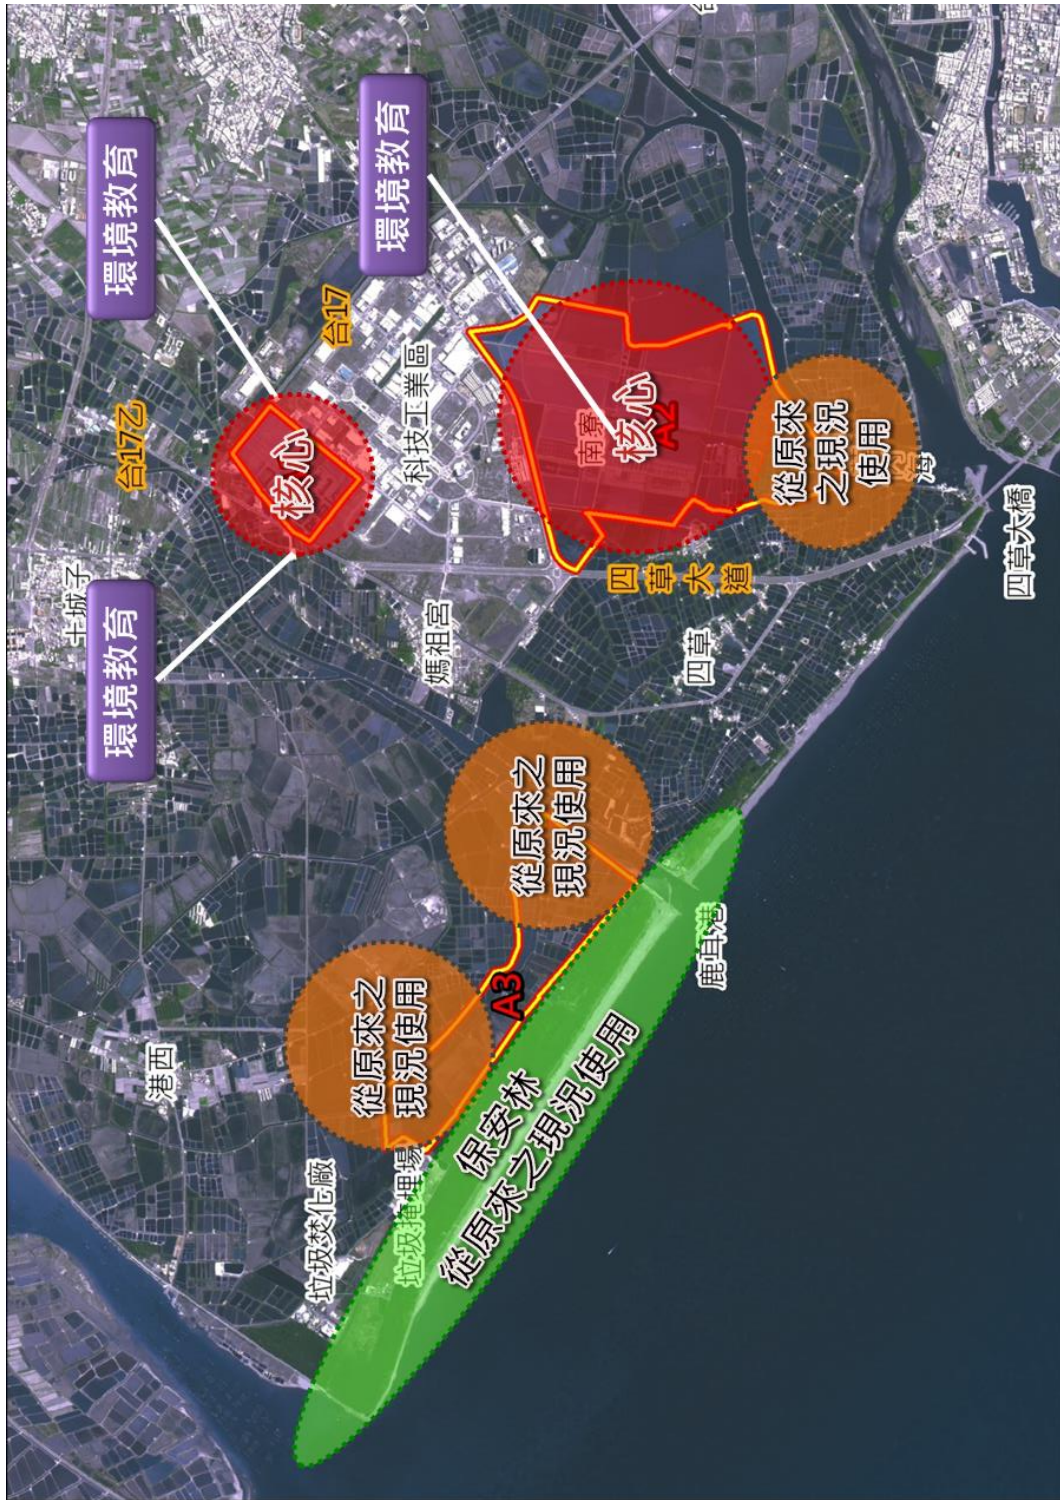 土城子
環境教育
環境教育
台17乙
港西
核心
台17
環境教育
垃圾焚化廠
從原來之
現況使用
垃圾掩埋場
科技工業區
媽祖宮
A3
從原來之
現況使用
保安林
從原來之現況使用
南寮
核心
A2
四草大道
四草
鹿耳港
從原來
之現況
使用
海
四草大橋